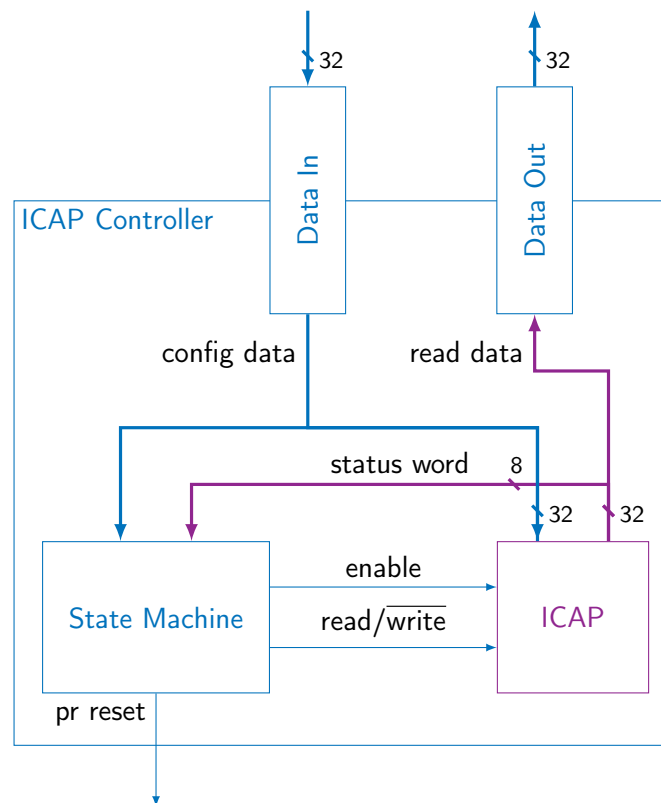 32
32
Data In
Data Out
ICAP Controller
config data
read data
status word
8
32
32
enable
State Machine
read/w̅r̅i̅t̅e̅
ICAP
pr reset